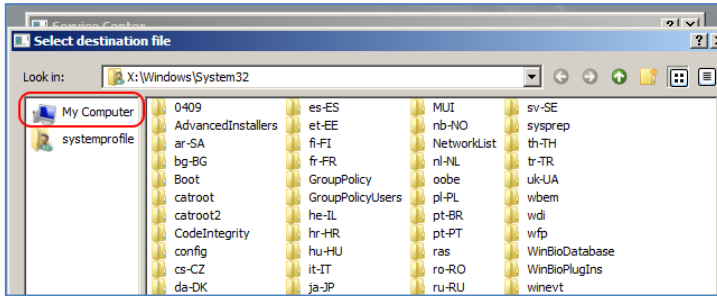 Service Center
Select destination file
Look in:
X:\Windows\System32
My Computer
systemprofile
0409
AdvancedInstallers
ar-SA
bg-BG
Boot
catroot
catroot2
CodeIntegrity
config
cs-CZ
da-DK
es-ES
et-EE
fi-FI
fr-FR
GroupPolicy
GroupPolicyUsers
he-IL
hr-HR
hu-HU
it-IT
ja-JP
MUI
nb-NO
NetworkList
nl-NL
oobe
pl-PL
pt-BR
pt-PT
ras
ro-RO
ru-RU
sv-SE
sysprep
th-TH
tr-TR
uk-UA
wbem
wdi
wfp
WinBioDatabase
WinBioPlugIns
winevt